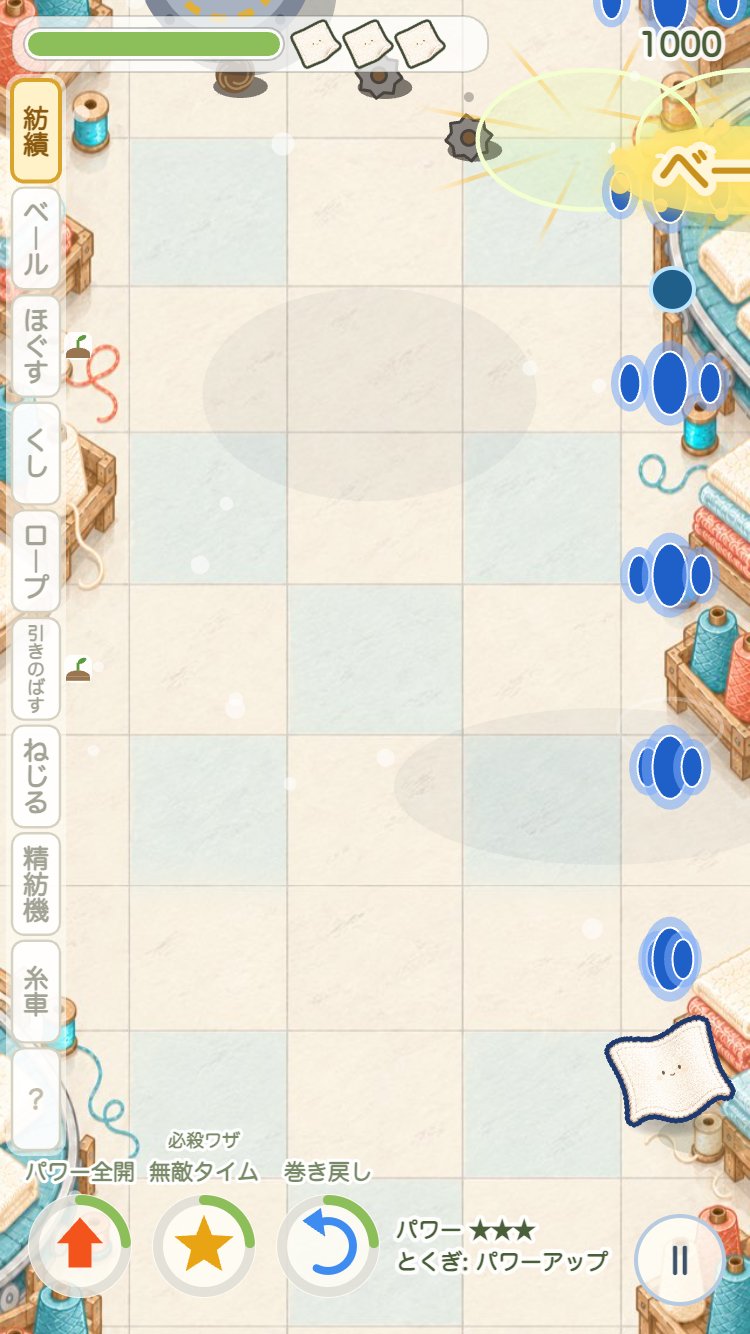 1000
紡績
ベー
ベール
ほぐす
くし
ロープ
引きのばす
ねじる
精紡機
糸車
?
必殺ワザ
パワー全開 無敵タイム 巻き戻し
パワー ★★★
とくぎ: パワーアップ